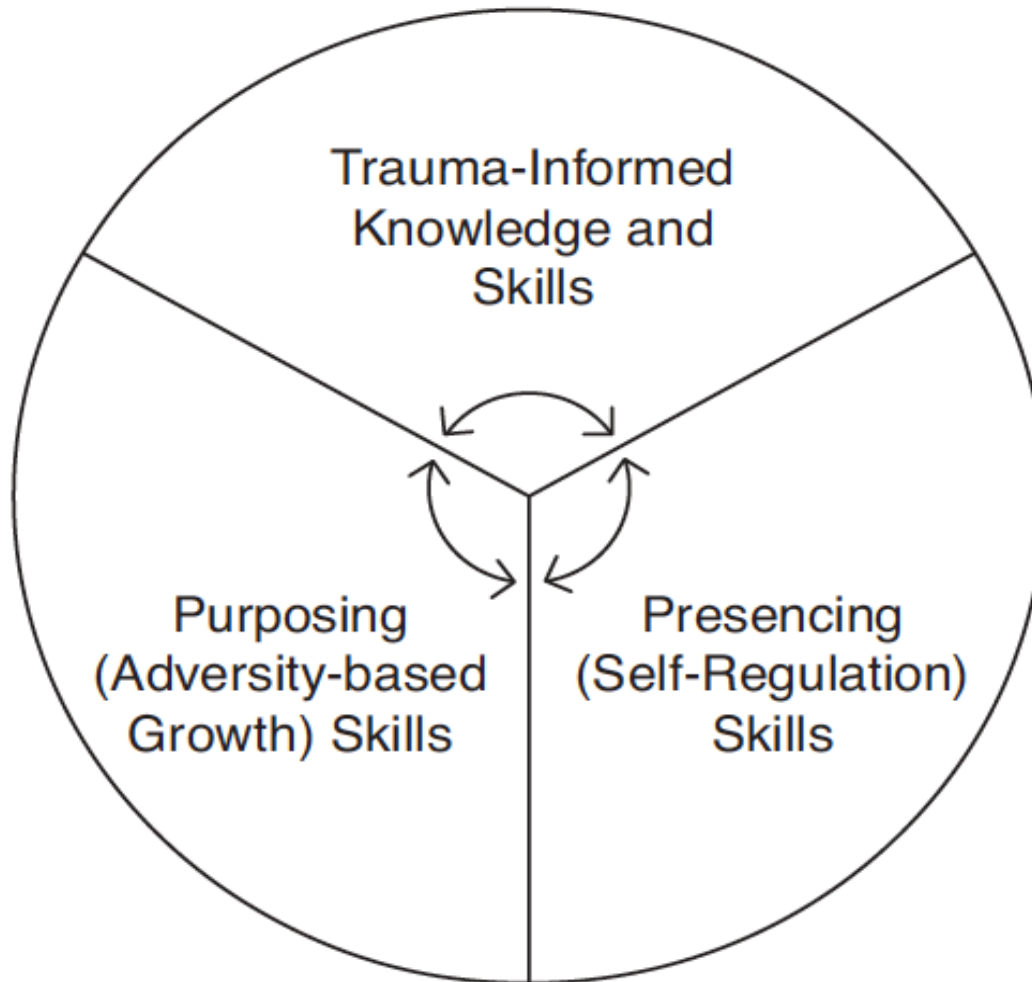 Trauma-Informed
Knowledge and
Skills
Purposing
(Adversity-based
Growth) Skills
Presencing
(Self-Regulation)
Skills